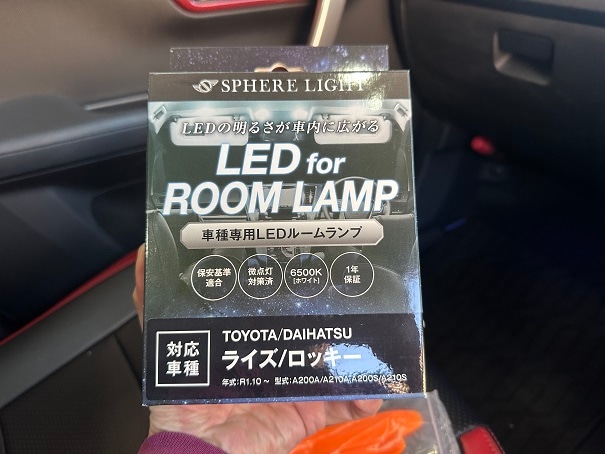 SPHERE LIGHT
LEDの明るさが車内に広がる
LED for
ROOM LAMP
車種専用LEDルームランプ
保安基準
適合
微点灯
対策済
6500K
[ホワイト]
1年
保証
対応
車種
TOYOTA/DAIHATSU
ライズ/ロッキー
年式:R1.10～ 型式:A200A/A210A,A200S/A210S